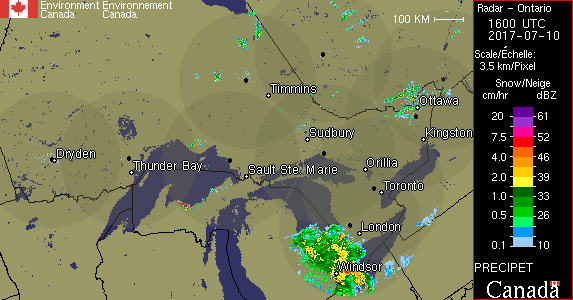 Environment Environnement
Canada Canada
100 KM
Timmins
Ottawa
Sudbury
Kingston
Dryden
Thunder Bay
Sault Ste. Marie
Orillia
Toronto
London
Windsor
Radar - Ontario
1600 UTC
2017-07-10
Scale/Échelle:
3.5 km/Pixel
Snow/Neige
cm/hr dBZ
20 61
7.5 52
4.0 46
2.0 39
1.0 33
0.5 26
0.1 10
PRECIPET
Canada